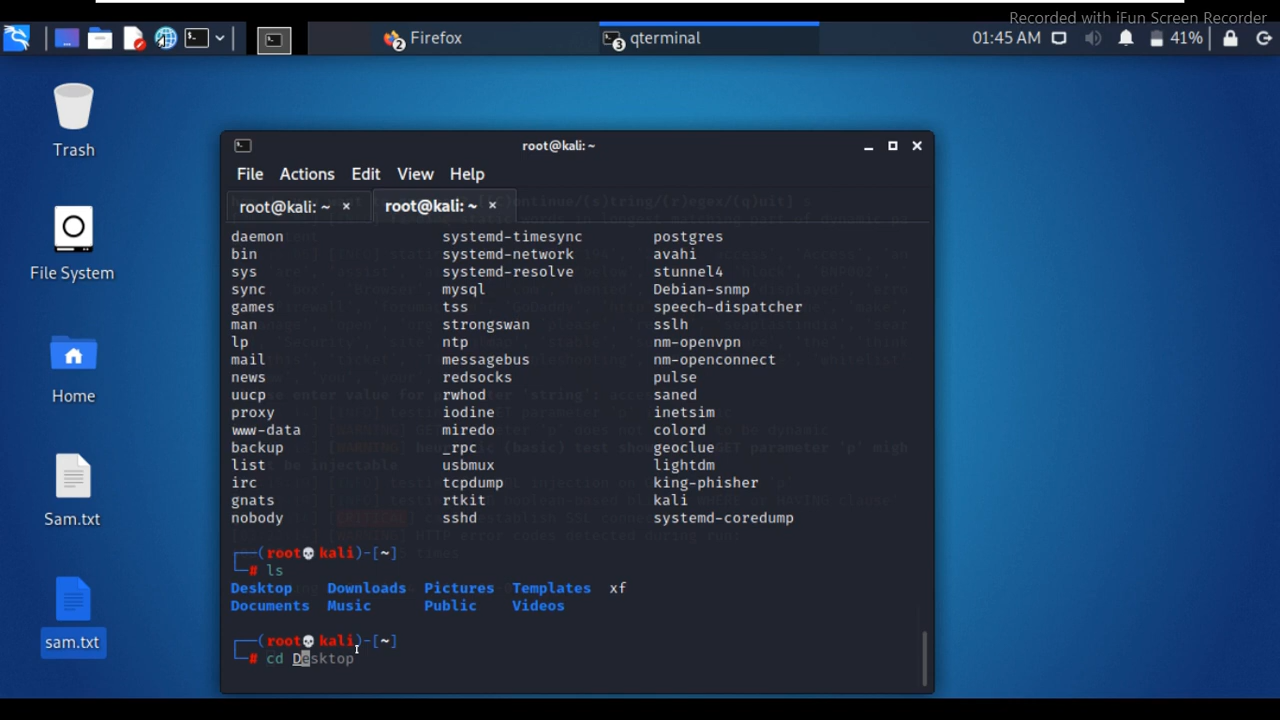 Recorded with iFun Screen Recorder
2 Firefox
3 qterminal
01:45 AM 41%
Trash
File System
Home
Sam.txt
sam.txt
root@kali: ~
File Actions Edit View Help
root@kali: ~ × root@kali: ~ ×
daemon systemd-timesync postgres
bin systemd-network avahi
sys systemd-resolve stunnel4
sync mysql Debian-snmp
games tss speech-dispatcher
man strongswan sslh
lp ntp nm-openvpn
mail messagebus nm-openconnect
news redsocks pulse
uucp rwhod saned
proxy iodine inetsim
www-data miredo colord
backup _rpc geoclue
list usbmux lightdm
irc tcpdump king-phisher
gnats rtkit kali
nobody sshd systemd-coredump
┌──(root💀kali)-[~]
└─# ls
Desktop Downloads Pictures Templates xf
Documents Music Public Videos
┌──(root💀kali)-[~]
└─# cd Desktop